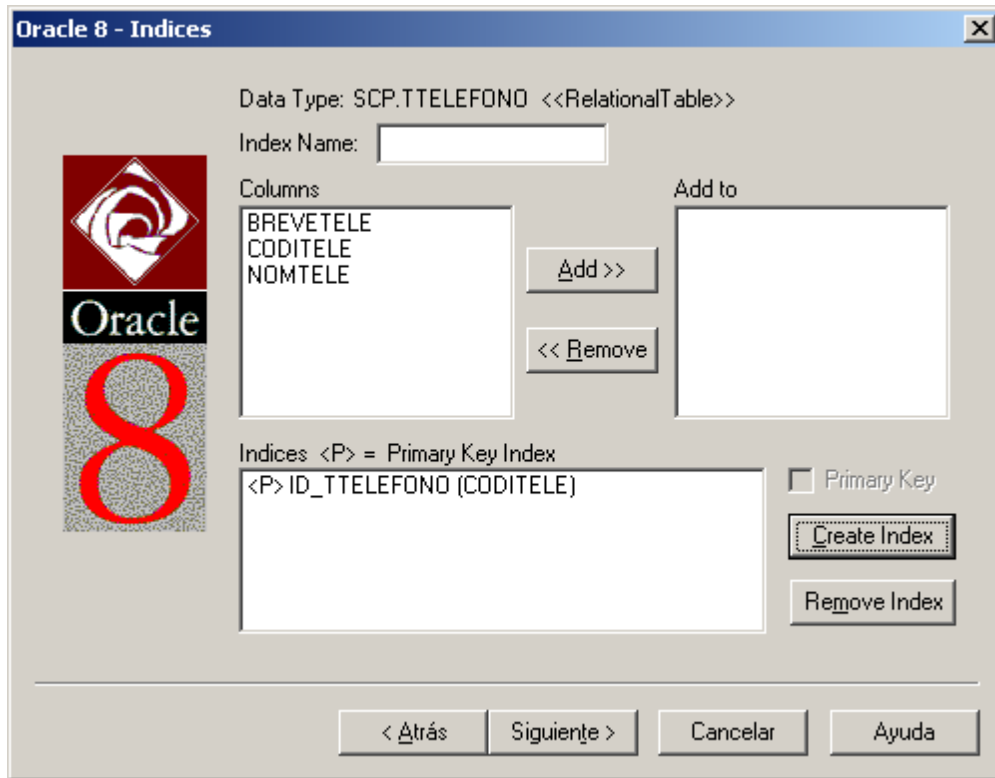 Oracle 8 - Indices
Data Type: SCP.TTELEFONO <<RelationalTable>>
Index Name:
Columns
Add to
BREVETELE
CODITELE
NOMTELE
Add >>
<< Remove
Oracle
8
Indices <P> = Primary Key Index
<P> ID_TTELEFONO (CODITELE)
Primary Key
Create Index
Remove Index
< Atrás
Siguiente >
Cancelar
Ayuda